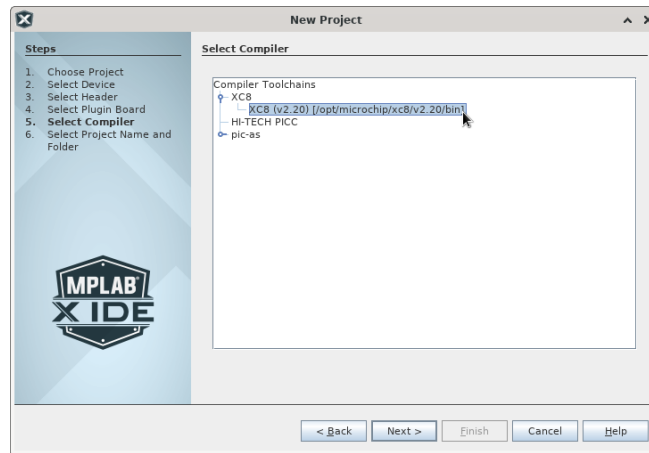 New Project
Steps
1. Choose Project
2. Select Device
3. Select Header
4. Select Plugin Board
5. Select Compiler
6. Select Project Name and
Folder
MPLAB
X IDE
Select Compiler
Compiler Toolchains
XC8
XC8 (v2.20) [/opt/microchip/xc8/v2.20/bin]
HI-TECH PICC
pic-as
< Back
Next >
Finish
Cancel
Help